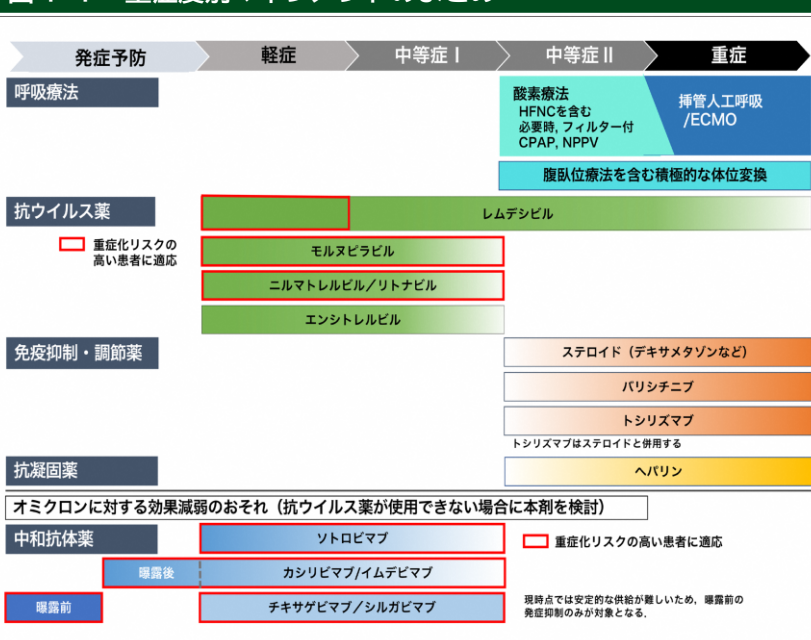 発症予防
軽症
中等症Ⅰ
中等症Ⅱ
重症
呼吸療法
酸素療法
HFNCを含む
必要時, フィルター付
CPAP, NPPV
挿管人工呼吸
/ECMO
腹臥位療法を含む積極的な体位変換
抗ウイルス薬
レムデシビル
重症化リスクの
高い患者に適応
モルヌピラビル
ニルマトレルビル/リトナビル
エンシトレルビル
免疫抑制・調節薬
ステロイド（デキサメタゾンなど）
バリシチニブ
トシリズマブ
トシリズマブはステロイドと併用する
抗凝固薬
ヘパリン
オミクロンに対する効果減弱のおそれ（抗ウイルス薬が使用できない場合に本剤を検討）
中和抗体薬
ソトロビマブ
重症化リスクの高い患者に適応
曝露後
カシリビマブ/イムデビマブ
曝露前
チキサゲビマブ/シルガビマブ
現時点では安定的な供給が難しいため，曝露前の
発症抑制のみが対象となる．